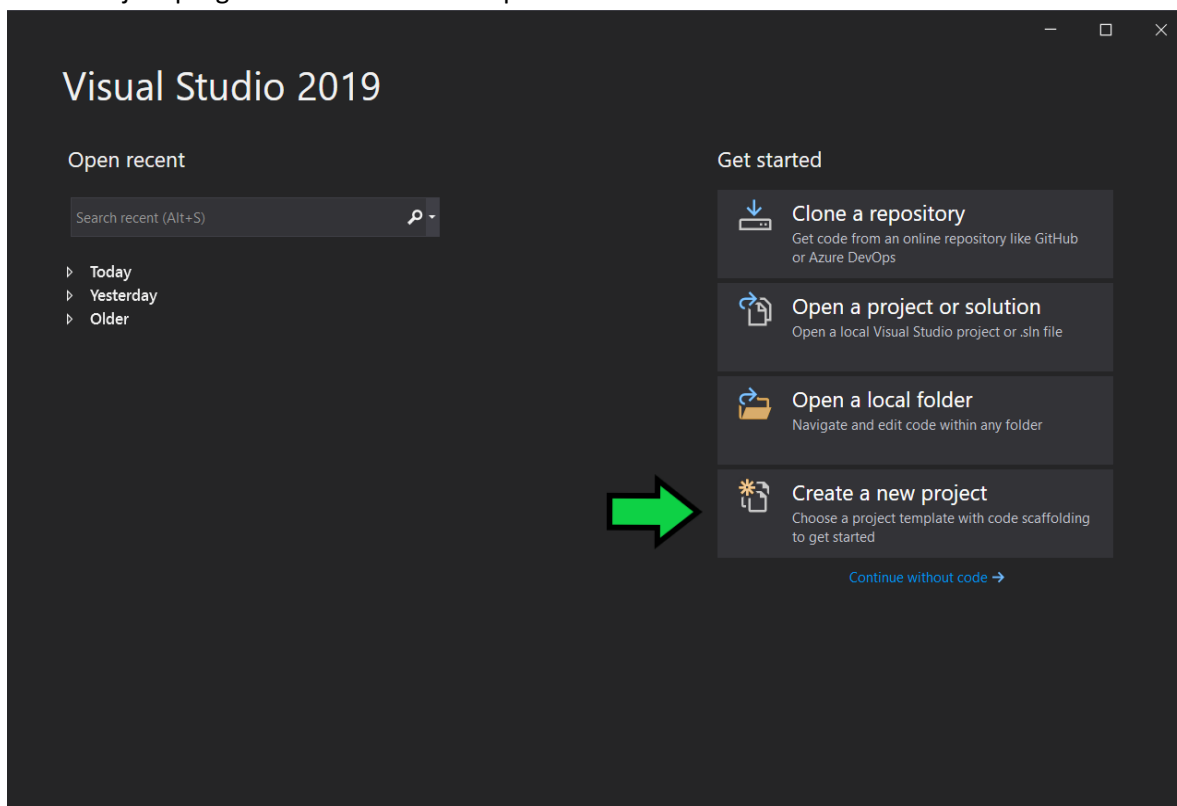 Visual Studio 2019
Open recent
Search recent (Alt+S)
Today
Yesterday
Older
Get started
Clone a repository
Get code from an online repository like GitHub
or Azure DevOps
Open a project or solution
Open a local Visual Studio project or .sln file
Open a local folder
Navigate and edit code within any folder
Create a new project
Choose a project template with code scaffolding
to get started
Continue without code →